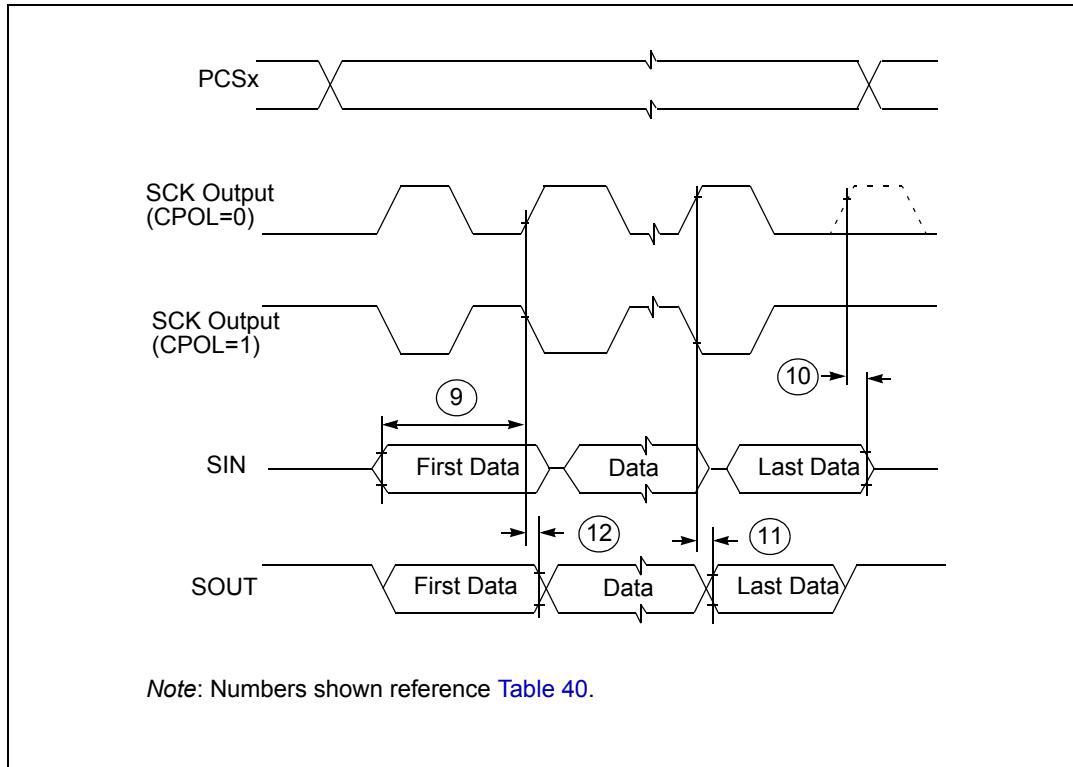 PCSx
SCK Output
(CPOL=0)
SCK Output
(CPOL=1)
10
9
SIN
First Data
Data
Last Data
12
11
SOUT
First Data
Data
Last Data
Note: Numbers shown reference Table 40.